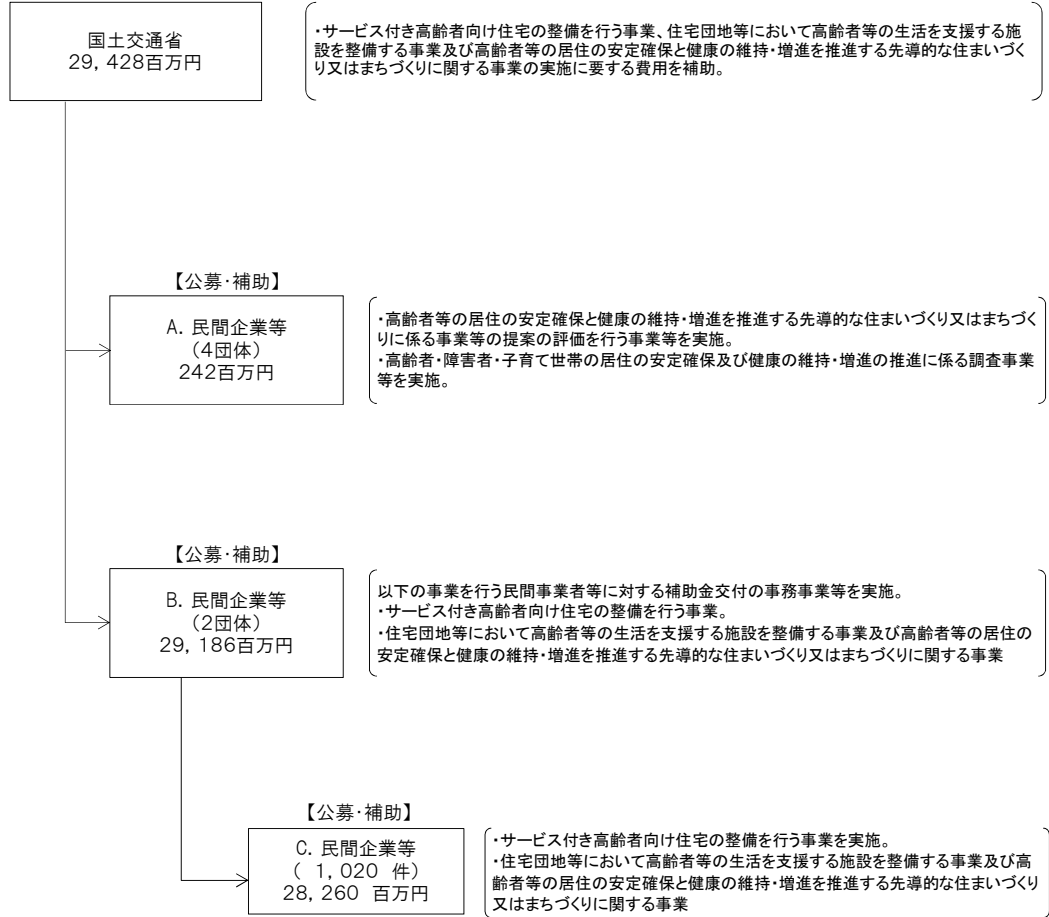 国土交通省
29,428百万円
・サービス付き高齢者向け住宅の整備を行う事業、住宅団地等において高齢者等の生活を支援する施
設を整備する事業及び高齢者等の居住の安定確保と健康の維持・増進を推進する先導的な住まいづく
り又はまちづくりに関する事業の実施に要する費用を補助。
【公募・補助】
A. 民間企業等
(4団体)
242百万円
・高齢者等の居住の安定確保と健康の維持・増進を推進する先導的な住まいづくり又はまちづく
りに係る事業等の提案の評価を行う事業等を実施。
・高齢者・障害者・子育て世帯の居住の安定確保及び健康の維持・増進の推進に係る調査事業
等を実施。
【公募・補助】
B. 民間企業等
(2団体)
29,186百万円
以下の事業を行う民間事業者等に対する補助金交付の事務事業等を実施。
・サービス付き高齢者向け住宅の整備を行う事業。
・住宅団地等において高齢者等の生活を支援する施設を整備する事業及び高齢者等の居住の
安定確保と健康の維持・増進を推進する先導的な住まいづくり又はまちづくりに関する事業
【公募・補助】
C. 民間企業等
( 1,020 件)
28,260 百万円
・サービス付き高齢者向け住宅の整備を行う事業を実施。
・住宅団地等において高齢者等の生活を支援する施設を整備する事業及び高
齢者等の居住の安定確保と健康の維持・増進を推進する先導的な住まいづくり
又はまちづくりに関する事業